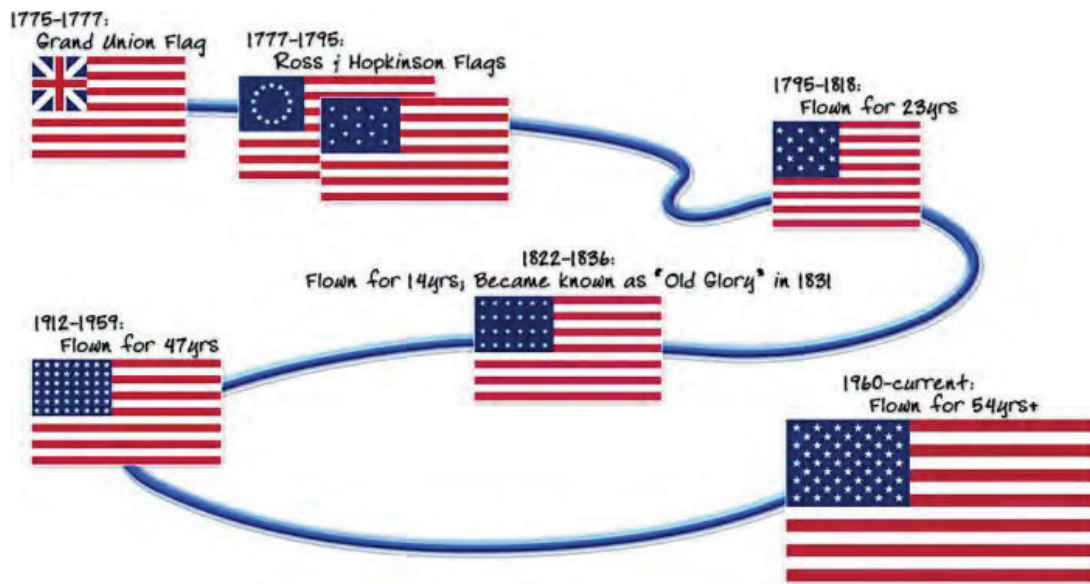 1775-1777:
Grand Union Flag
1777-1795:
Ross & Hopkinson Flags
1795-1818:
Flown for 23yrs
1822-1836:
Flown for 14yrs; Became known as "Old Glory" in 1831
1912-1959:
Flown for 47yrs
1960-current:
Flown for 54yrs+